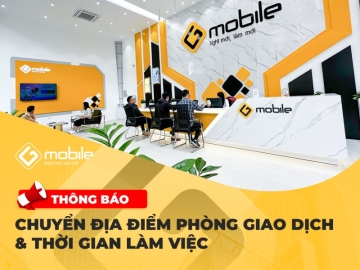 mobile
nghĩ mới, làm mới
mobile
mobile
mobile
THÔNG BÁO
CHUYỂN ĐỊA ĐIỂM PHÒNG GIAO DỊCH
& THỜI GIAN LÀM VIỆC